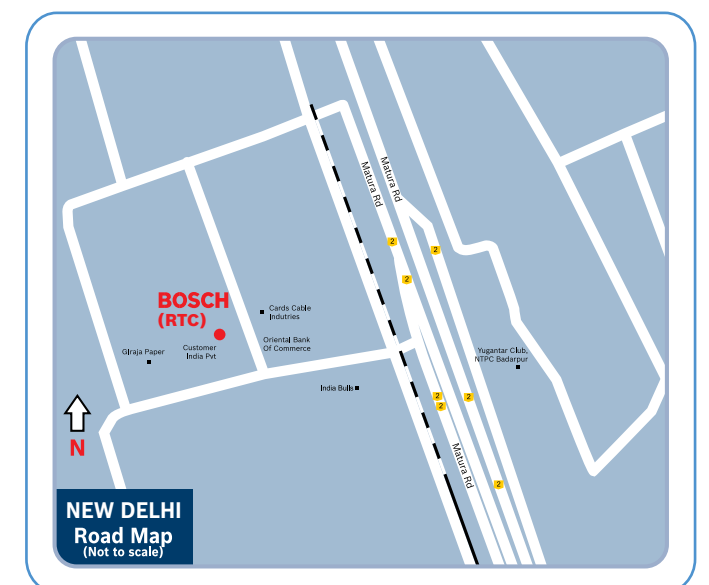 Matura Rd
Matura Rd
2
2
2
BOSCH
(RTC)
Cards Cable
Indutries
Oriental Bank
Of Commerce
Customer
India Pvt
Giraja Paper
Yugantar Club,
NTPC Badarpur
India Bulls
2
2
2
Matura Rd
2
N
NEW DELHI
Road Map
(Not to scale)